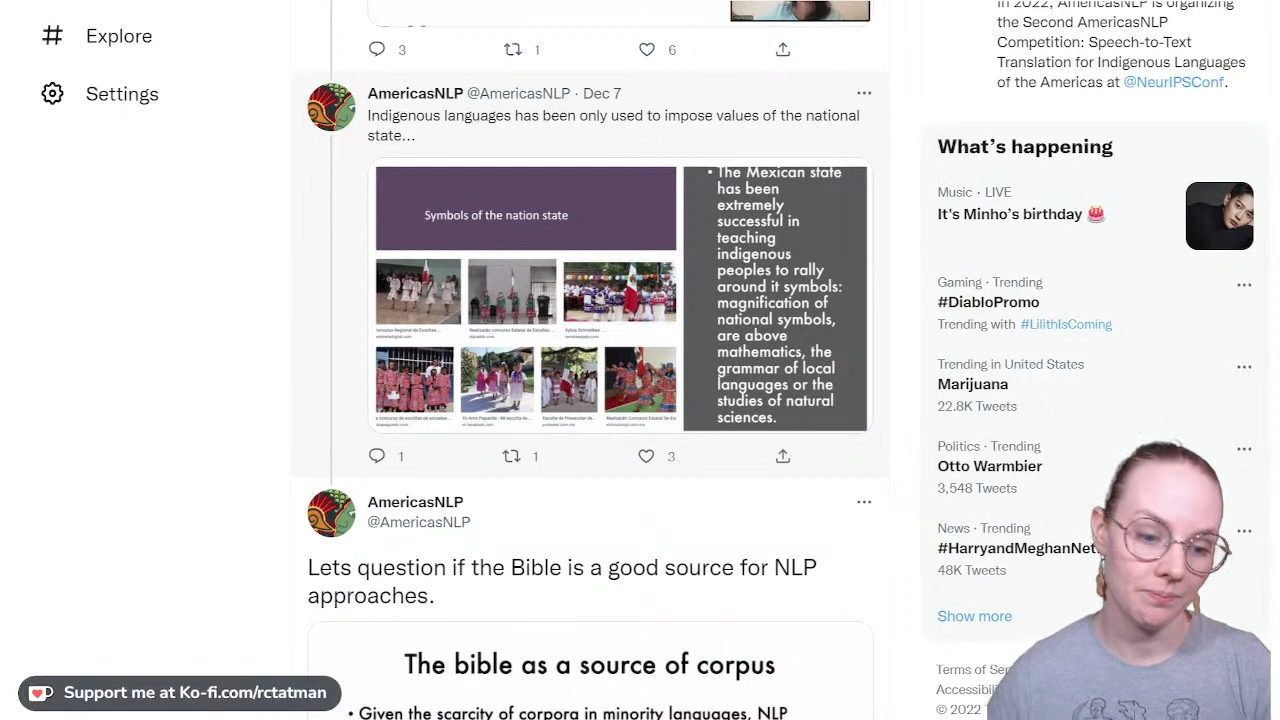 Explore
Settings
3
1
6
AmericasNLP @AmericasNLP · Dec 7
Indigenous languages has been only used to impose values of the national
state...
Symbols of the nation state
• The Mexican state
has been
extremely
successful in
teaching
indigenous
peoples to rally
around it symbols:
magnification of
national symbols,
are above
mathematics, the
grammar of local
languages or the
studies of natural
sciences.
1
1
3
AmericasNLP
@AmericasNLP
Lets question if the Bible is a good source for NLP
approaches.
The bible as a source of corpus
• Given the scarcity of corpora in minority languages, NLP
in 2022, AmericasNLP is organizing
the Second AmericasNLP
Competition: Speech-to-Text
Translation for Indigenous Languages
of the Americas at @NeurIPSConf.
What's happening
Music · LIVE
It's Minho's birthday
Gaming · Trending
#DiabloPromo
Trending with #LilithIsComing
Trending in United States
Marijuana
22.8K Tweets
Politics · Trending
Otto Warmbier
3,548 Tweets
News · Trending
#HarryandMeghanNet
48K Tweets
Show more
Terms of Ser
Accessibili
© 2022 T
Support me at Ko-fi.com/rctatman